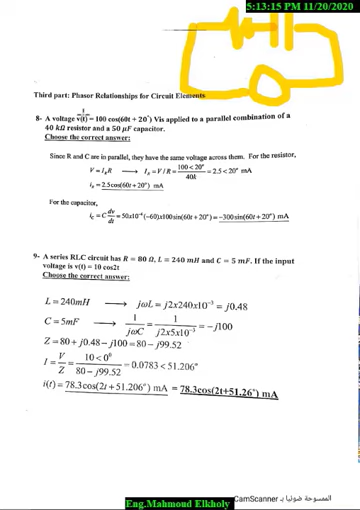 5:13:15 PM 11/20/2020
Third part: Phasor Relationships for Circuit Elements
8- A voltage v(t) = 100 cos(60t + 20°) Vis applied to a parallel combination of a
40 kΩ resistor and a 50 μF capacitor.
Choose the correct answer:
Since R and C are in parallel, they have the same voltage across them. For the resistor,
V = I_R R ⟶ I_R = V / R = 100 < 20° / 40k = 2.5 < 20° mA
i_R = 2.5cos(60t + 20°) mA
For the capacitor,
i_C = C dv/dt = 50x10⁻⁶(−60)x100sin(60t + 20°) = −300sin(60t + 20°) mA
9- A series RLC circuit has R = 80 Ω, L = 240 mH and C = 5 mF. If the input
voltage is v(t) = 10 cos2t
Choose the correct answer:
L = 240mH ⟶ jωL = j2x240x10⁻³ = j0.48
C = 5mF ⟶ 1/jωC = 1/j2x5x10⁻³ = −j100
Z = 80 + j0.48 − j100 = 80 − j99.52
I = V/Z = 10 < 0⁰ / 80 − j99.52 = 0.0783 < 51.206°
i(t) = 78.3cos(2t + 51.206°) mA = 78.3cos(2t+51.26°) mA
الممسوحة ضوئيا بـ CamScanner
Eng.Mahmoud Elkholy